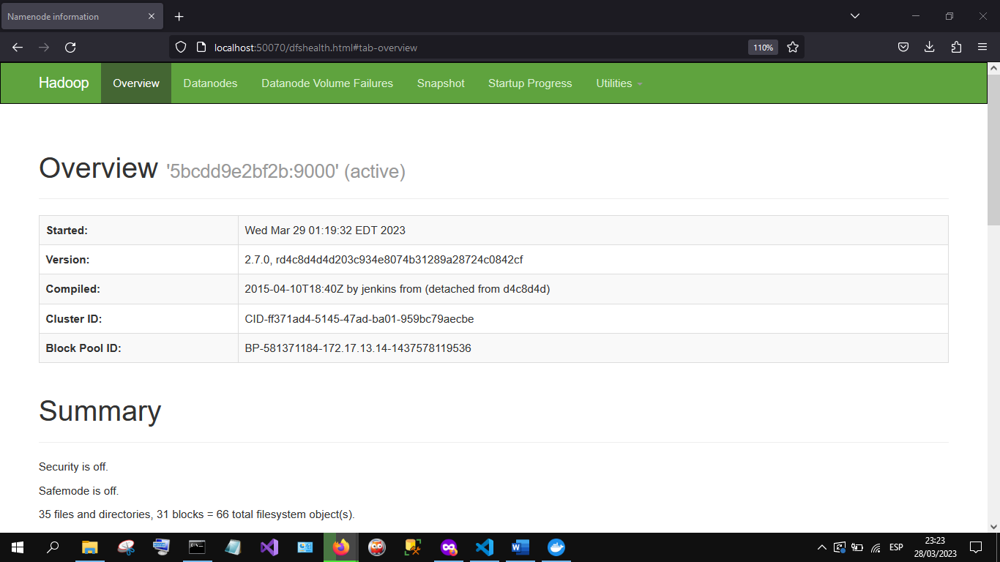 Namenode information
localhost:50070/dfshealth.html#tab-overview
110%
Hadoop Overview Datanodes Datanode Volume Failures Snapshot Startup Progress Utilities
Overview '5bcdd9e2bf2b:9000' (active)
Started: Wed Mar 29 01:19:32 EDT 2023
Version: 2.7.0, rd4c8d4d4d203c934e8074b31289a28724c0842cf
Compiled: 2015-04-10T18:40Z by jenkins from (detached from d4c8d4d)
Cluster ID: CID-ff371ad4-5145-47ad-ba01-959bc79aecbe
Block Pool ID: BP-581371184-172.17.13.14-1437578119536
Summary
Security is off.
Safemode is off.
35 files and directories, 31 blocks = 66 total filesystem object(s).
ESP
23:23
28/03/2023